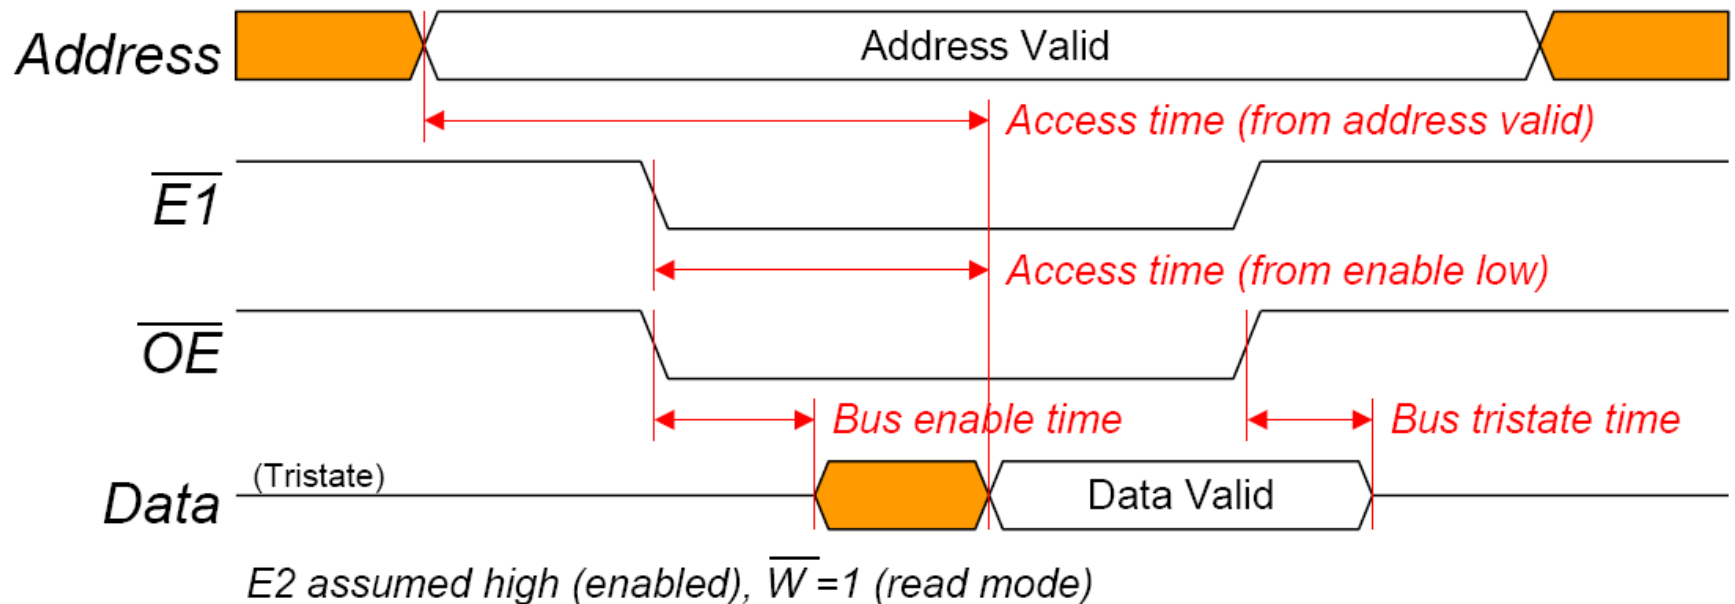 Address
Address Valid
Access time (from address valid)
E1
Access time (from enable low)
OE
Bus enable time
Bus tristate time
(Tristate)
Data
Data Valid
E2 assumed high (enabled), W̅ =1 (read mode)